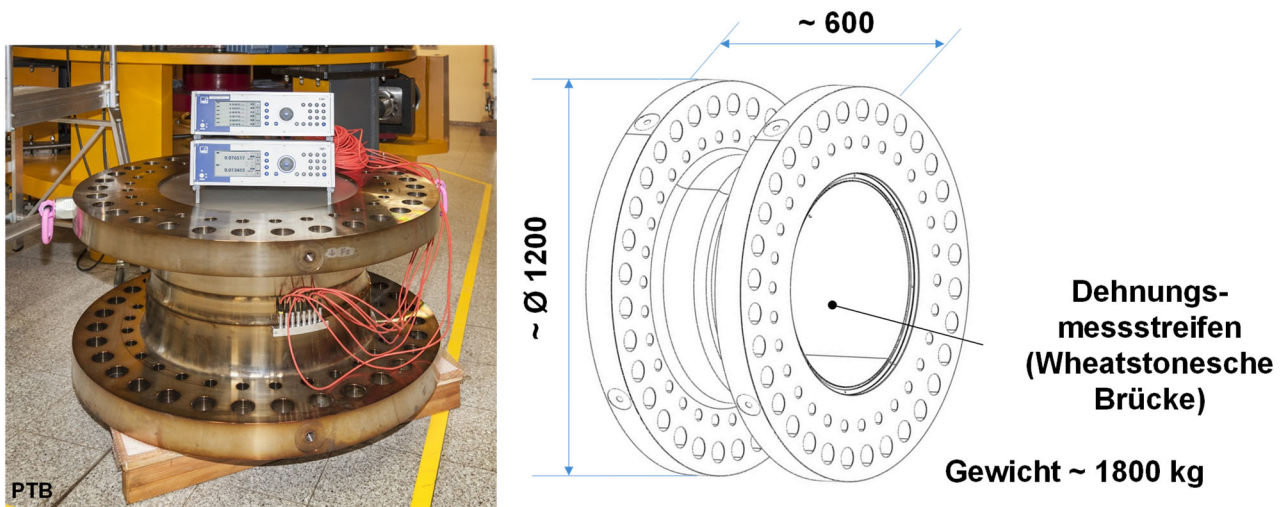 ~ 600
~ Ø 1200
Dehnungs-
messstreifen
(Wheatstonesche
Brücke)
Gewicht ~ 1800 kg
PTB